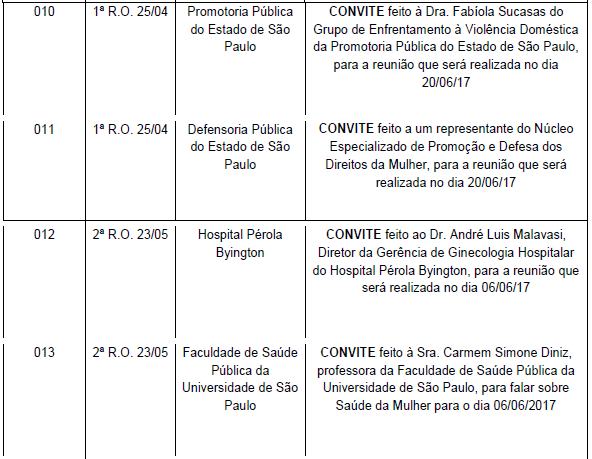 010
1ª R.O. 25/04
Promotoria Pública
do Estado de São
Paulo
CONVITE feito à Dra. Fabíola Sucasas do
Grupo de Enfrentamento à Violência Doméstica
da Promotoria Pública do Estado de São Paulo,
para a reunião que será realizada no dia
20/06/17
011
1ª R.O. 25/04
Defensoria Pública
do Estado de São
Paulo
CONVITE feito a um representante do Núcleo
Especializado de Promoção e Defesa dos
Direitos da Mulher, para a reunião que será
realizada no dia 20/06/17
012
2ª R.O. 23/05
Hospital Pérola
Byington
CONVITE feito ao Dr. André Luis Malavasi,
Diretor da Gerência de Ginecologia Hospitalar
do Hospital Pérola Byington, para a reunião que
será realizada no dia 06/06/17
013
2ª R.O. 23/05
Faculdade de Saúde
Pública da
Universidade de São
Paulo
CONVITE feito à Sra. Carmem Simone Diniz,
professora da Faculdade de Saúde Pública da
Universidade de São Paulo, para falar sobre
Saúde da Mulher para o dia 06/06/2017